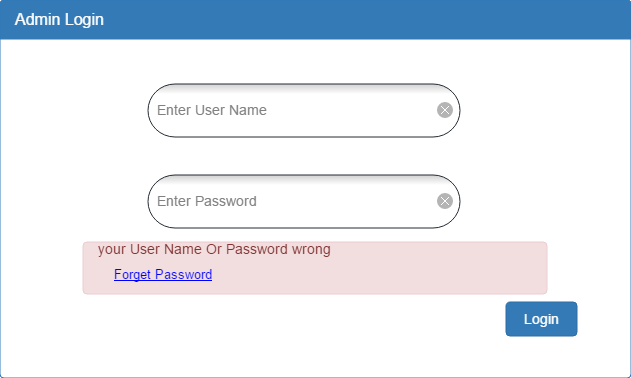 Admin Login
Enter User Name
Enter Password
your User Name Or Password wrong
Forget Password
Login